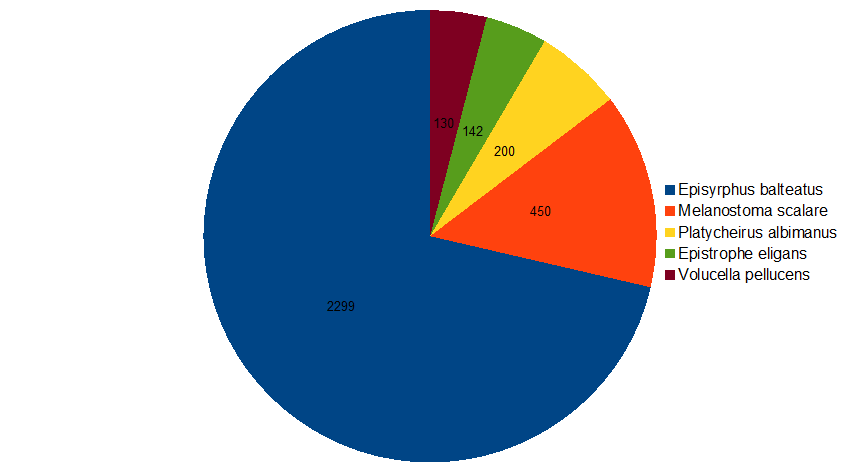 130
142
200
450
2299
Episyrphus balteatus
Melanostoma scalare
Platycheirus albimanus
Epistrophe eligans
Volucella pellucens